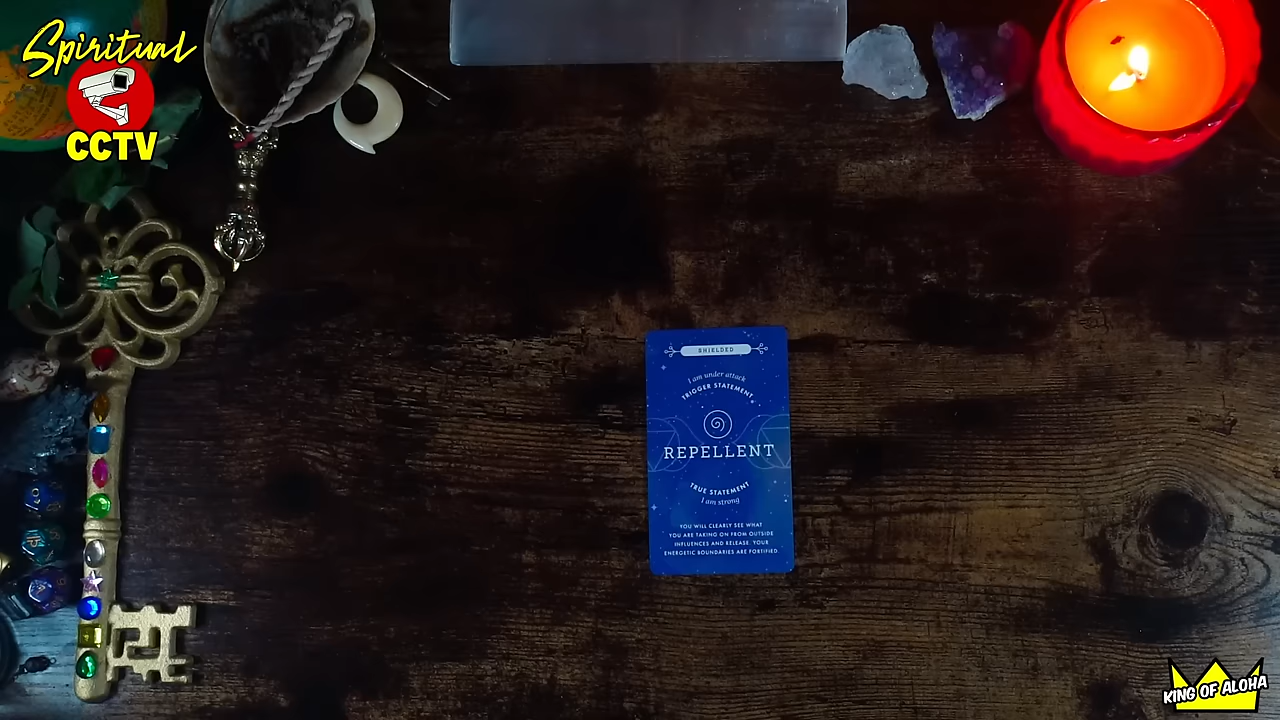 Spiritual
CCTV
SHIELDED
I am under attack
TRIGGER STATEMENT
REPELLENT
TRUE STATEMENT
I am strong
YOU WILL CLEARLY SEE WHAT
YOU ARE TAKING ON FROM OUTSIDE
INFLUENCES AND RELEASE. YOUR
ENERGETIC BOUNDARIES ARE FORTIFIED.
KING OF ALOHA